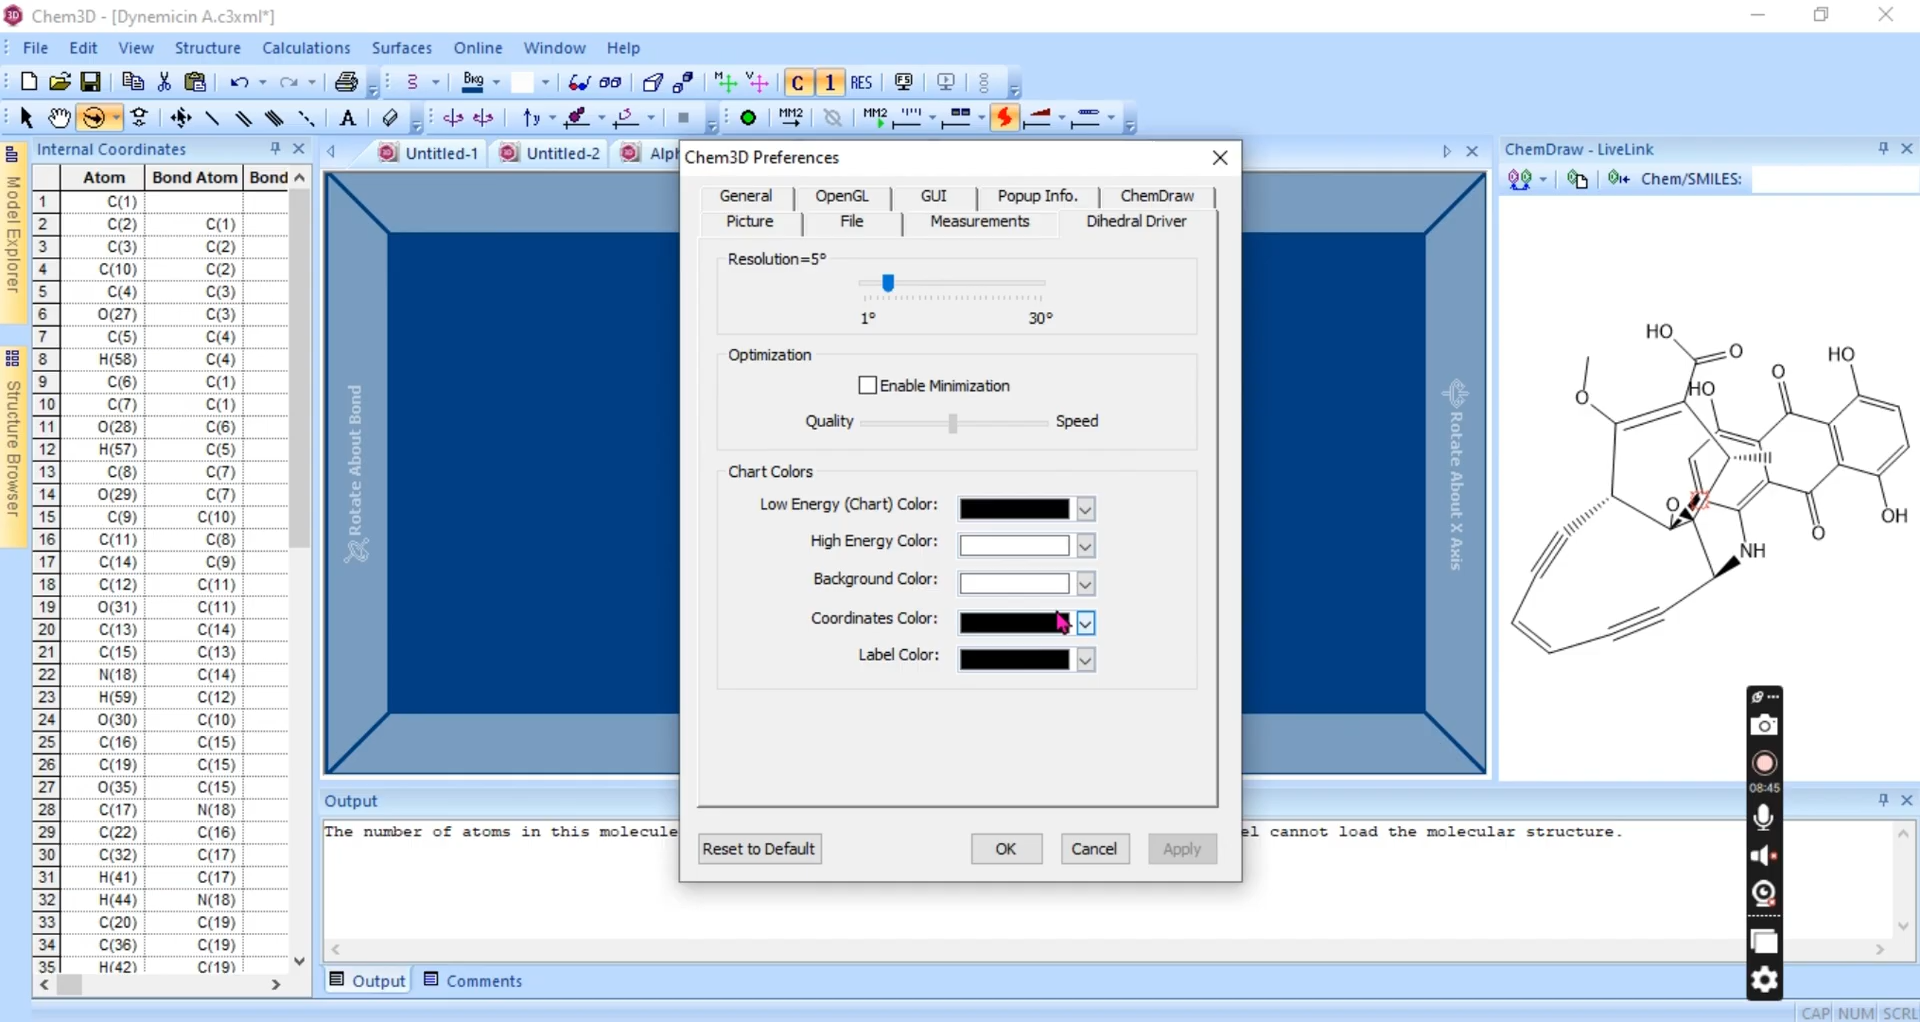 Chem3D - [Dynemicin A.c3xml*]
File Edit View Structure Calculations Surfaces Online Window Help
Bkg M V C 1 RES F5
A y MM2 MM2
Internal Coordinates
Untitled-1 Untitled-2 Alp
Chem3D Preferences
ChemDraw - LiveLink
Chem/SMILES:
Model Explorer
Structure Browser
Atom Bond Atom Bond
1 C(1)
2 C(2) C(1)
3 C(3) C(2)
4 C(10) C(2)
5 C(4) C(3)
6 O(27) C(3)
7 C(5) C(4)
8 H(58) C(4)
9 C(6) C(1)
10 C(7) C(1)
11 O(28) C(6)
12 H(57) C(5)
13 C(8) C(7)
14 O(29) C(7)
15 C(9) C(10)
16 C(11) C(8)
17 C(14) C(9)
18 C(12) C(11)
19 O(31) C(11)
20 C(13) C(14)
21 C(15) C(13)
22 N(18) C(14)
23 H(59) C(12)
24 O(30) C(10)
25 C(16) C(15)
26 C(19) C(15)
27 O(35) C(15)
28 C(17) N(18)
29 C(22) C(16)
30 C(32) C(17)
31 H(41) C(17)
32 H(44) N(18)
33 C(20) C(19)
34 C(36) C(19)
35 H(42) C(19)
Rotate About Bond
General OpenGL GUI Popup Info. ChemDraw
Picture File Measurements Dihedral Driver
Resolution=5°
1° 30°
Optimization
Enable Minimization
Quality Speed
Chart Colors
Low Energy (Chart) Color:
High Energy Color:
Background Color:
Coordinates Color:
Label Color:
Reset to Default OK Cancel Apply
Rotate About X Axis
HO
O
HO
HO
O
O
O
OH
O
NH
08:45
Output
The number of atoms in this molecule
el cannot load the molecular structure.
Output Comments
CAP NUM SCRL